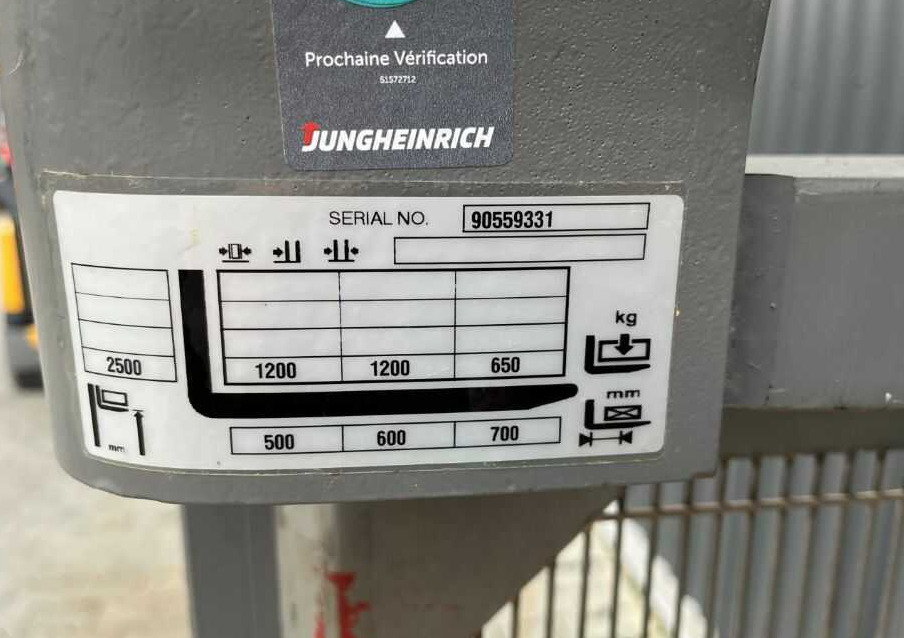 Prochaine Vérification
51572712
JUNGHEINRICH
SERIAL NO. 90559331
kg
2500 1200 1200 650
mm
mm
500 600 700